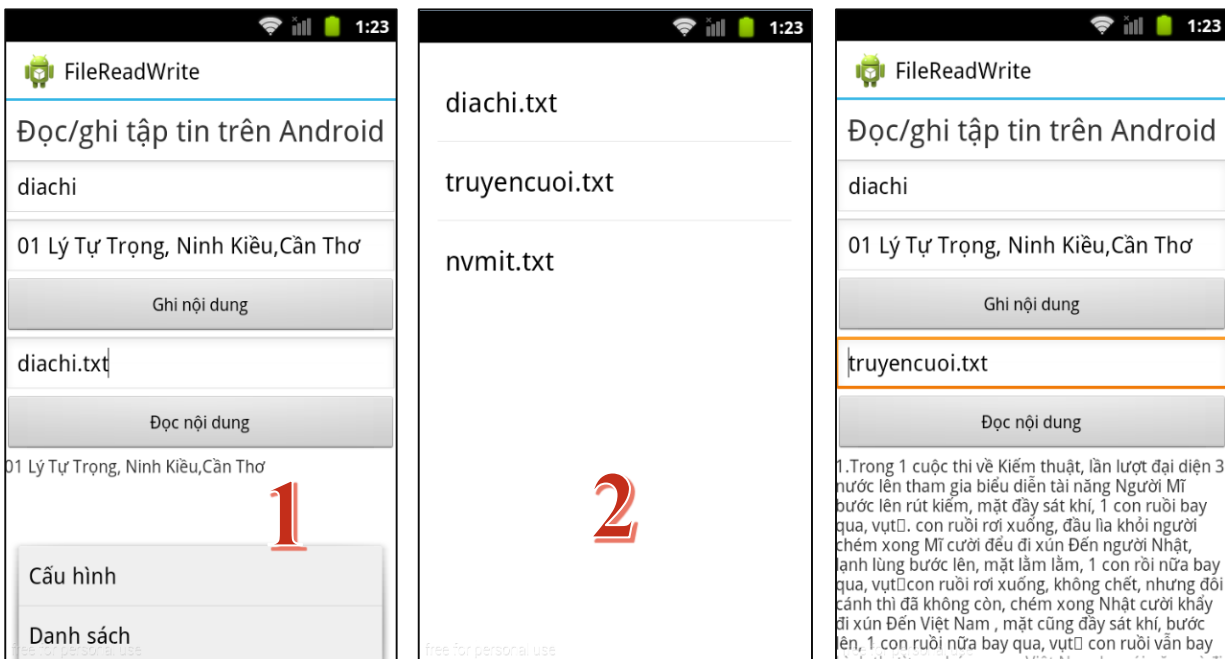 1:23
FileReadWrite
Đọc/ghi tập tin trên Android
diachi
01 Lý Tự Trọng, Ninh Kiều,Cần Thơ
Ghi nội dung
diachi.txt
Đọc nội dung
01 Lý Tự Trọng, Ninh Kiều,Cần Thơ
1
Cấu hình
Danh sách
free for personal use
1:23
diachi.txt
truyencuoi.txt
nvmit.txt
2
free for personal use
1:23
FileReadWrite
Đọc/ghi tập tin trên Android
diachi
01 Lý Tự Trọng, Ninh Kiều,Cần Thơ
Ghi nội dung
truyencuoi.txt
Đọc nội dung
1.Trong 1 cuộc thi về Kiếm thuật, lần lượt đại diện 3
nước lên tham gia biểu diễn tài năng Người Mĩ
bước lên rút kiếm, mặt đầy sát khí, 1 con ruồi bay
qua, vụt▯. con ruồi rơi xuống, đầu lìa khỏi người
chém xong Mĩ cười đểu đi xún Đến người Nhật,
lạnh lùng bước lên, mặt lằm lằm, 1 con rồi nữa bay
qua, vụt▯con ruồi rơi xuống, không chết, nhưng đôi
cánh thì đã không còn, chém xong Nhật cười khẩy
đi xún Đến Việt Nam , mặt cũng đầy sát khí, bước
lên, 1 con ruồi nữa bay qua, vụt▯ con ruồi vẫn bay